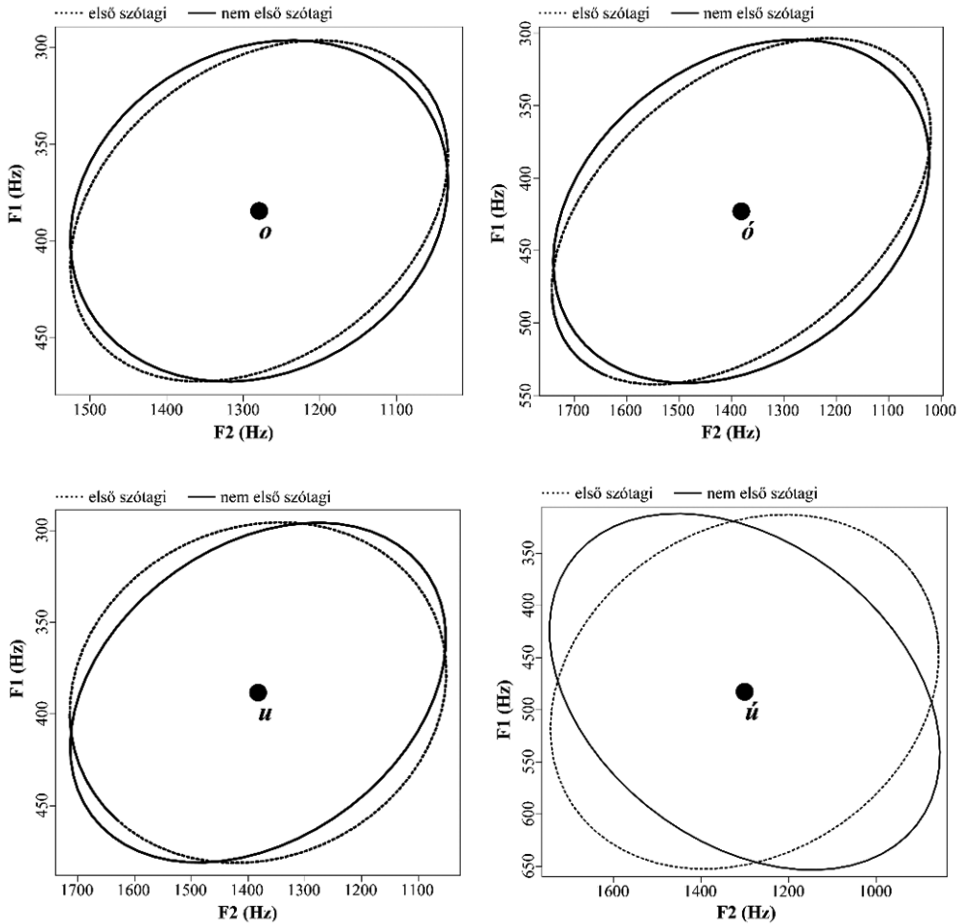 első szótagi nem első szótagi
300
350
400
450
F1 (Hz)
o
1500 1400 1300 1200 1100
F2 (Hz)
első szótagi nem első szótagi
300
350
400
450
500
550
F1 (Hz)
ó
1700 1600 1500 1400 1300 1200 1100 1000
F2 (Hz)
első szótagi nem első szótagi
300
350
400
450
F1 (Hz)
u
1700 1600 1500 1400 1300 1200 1100
F2 (Hz)
első szótagi nem első szótagi
350
400
450
500
550
600
650
F1 (Hz)
ú
1600 1400 1200 1000
F2 (Hz)